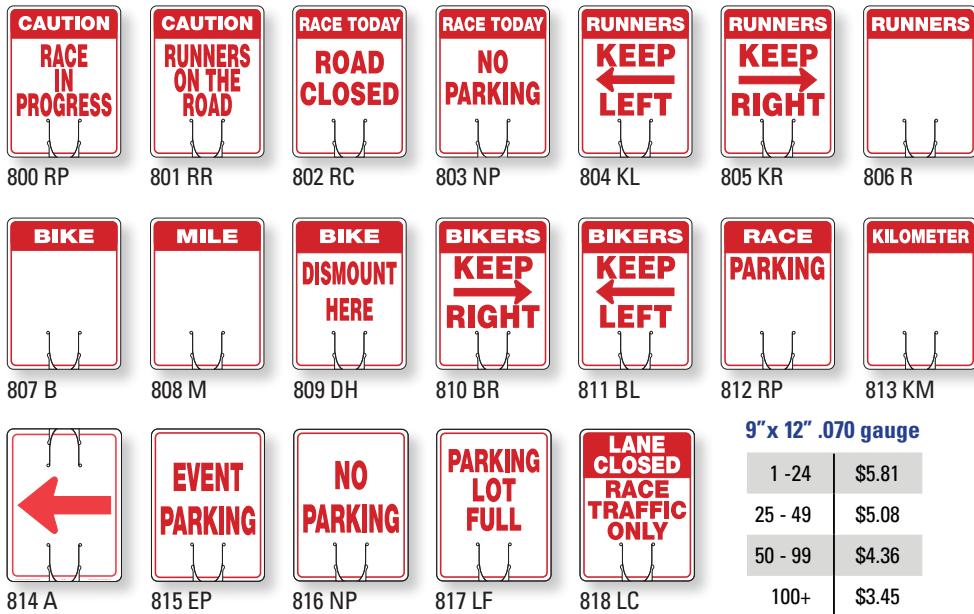 CAUTION
RACE
IN
PROGRESS
800 RP
CAUTION
RUNNERS
ON THE
ROAD
801 RR
RACE TODAY
ROAD
CLOSED
802 RC
RACE TODAY
NO
PARKING
803 NP
RUNNERS
KEEP
LEFT
804 KL
RUNNERS
KEEP
RIGHT
805 KR
RUNNERS
806 R
BIKE
807 B
MILE
808 M
BIKE
DISMOUNT
HERE
809 DH
BIKERS
KEEP
RIGHT
810 BR
BIKERS
KEEP
LEFT
811 BL
RACE
PARKING
812 RP
KILOMETER
813 KM
814 A
EVENT
PARKING
815 EP
NO
PARKING
816 NP
PARKING
LOT
FULL
817 LF
LANE
CLOSED
RACE
TRAFFIC
ONLY
818 LC
9”x 12” .070 gauge
1 -24 $5.81
25 - 49 $5.08
50 - 99 $4.36
100+ $3.45